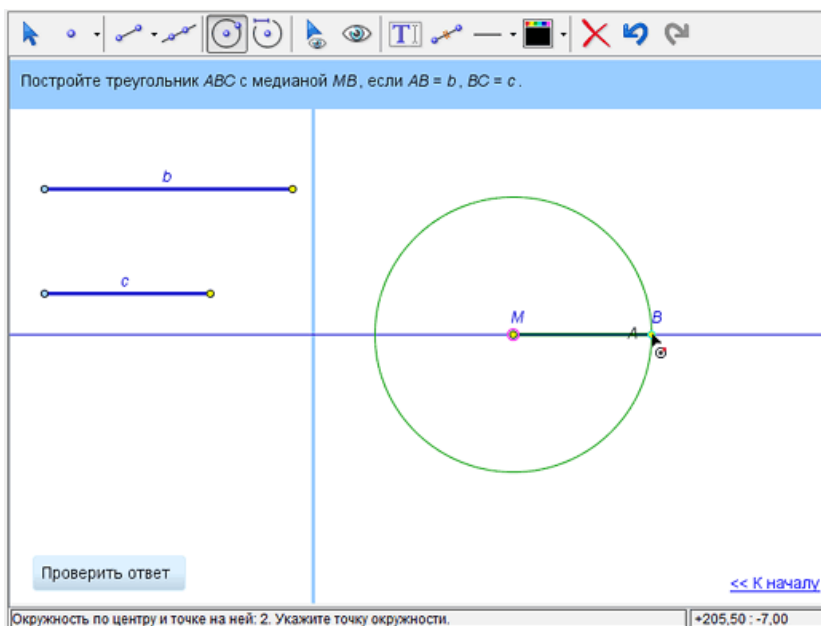 T
Постройте треугольник ABC с медианой MB, если AB = b, BC = c.
b
c
M
A
B
Проверить ответ
<< К началу
Окружность по центру и точке на ней: 2. Укажите точку окружности.
+205,50 : -7,00